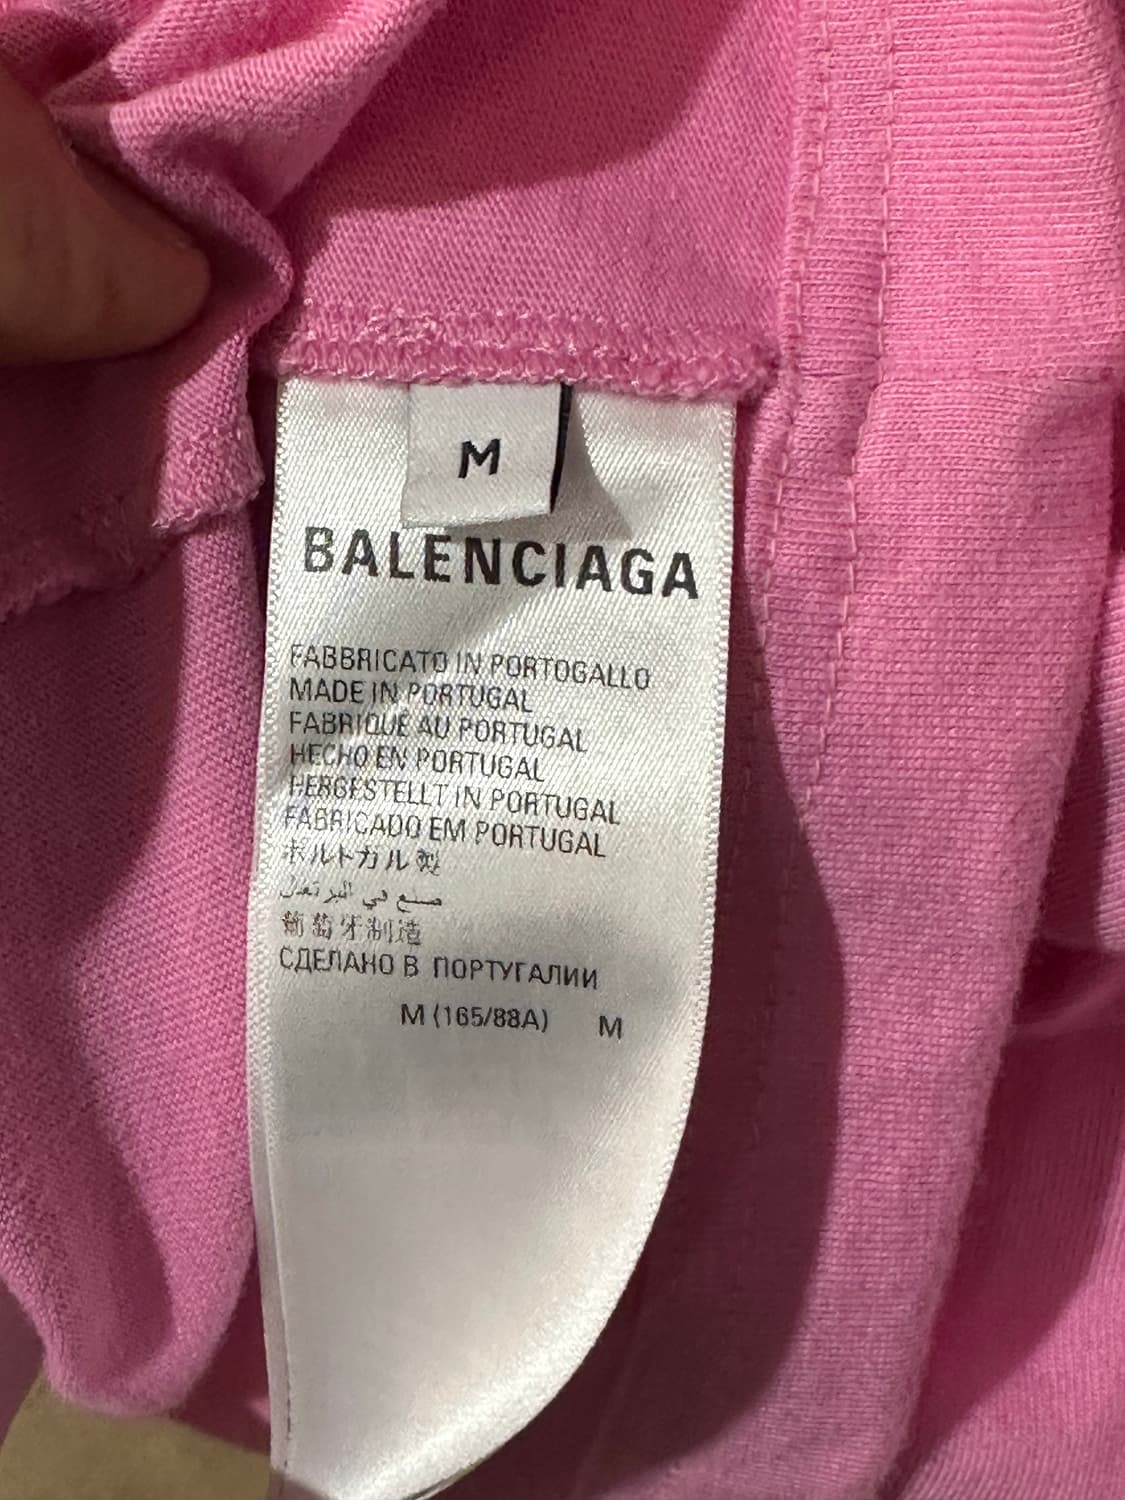 M
BALENCIAGA
FABBRICATO IN PORTOGALLO
MADE IN PORTUGAL
FABRIQUÉ AU PORTUGAL
HECHO EN PORTUGAL
HERGESTELLT IN PORTUGAL
FABRICADO EM PORTUGAL
ポルトガル製
صنع في البرتغال
葡萄牙制造
СДЕЛАНО В ПОРТУГАЛИИ
M (165/88A) M